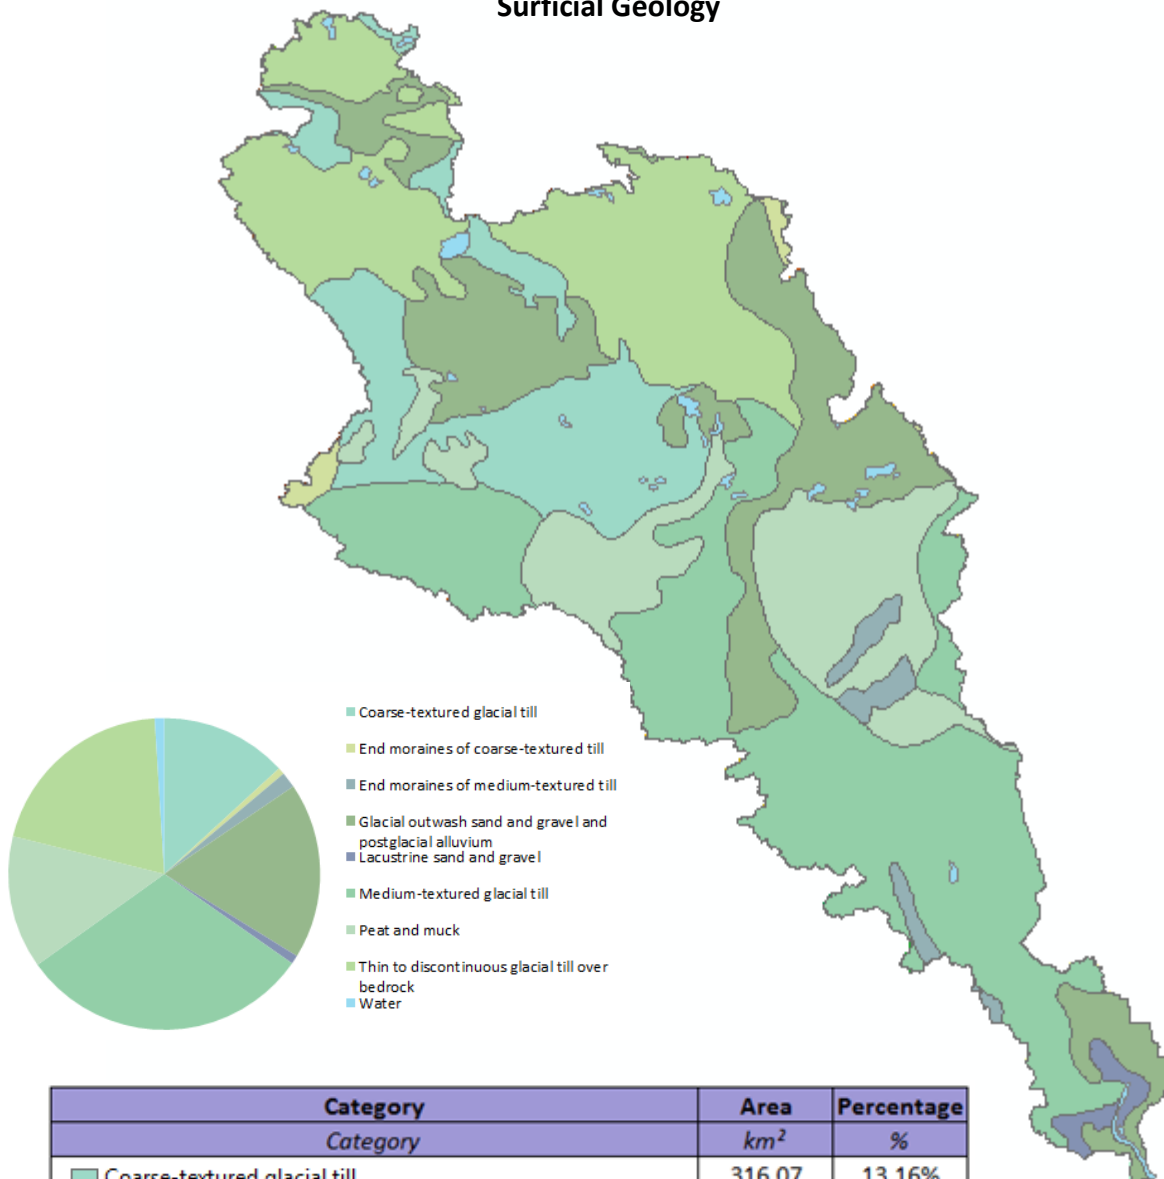 Surficial Geology
Coarse-textured glacial till
End moraines of coarse-textured till
End moraines of medium-textured till
Glacial outwash sand and gravel and
postglacial alluvium
Lacustrine sand and gravel
Medium-textured glacial till
Peat and muck
Thin to discontinuous glacial till over
bedrock
Water
Category Area Percentage
Category km² %
Coarse-textured glacial till 316.07 13.16%